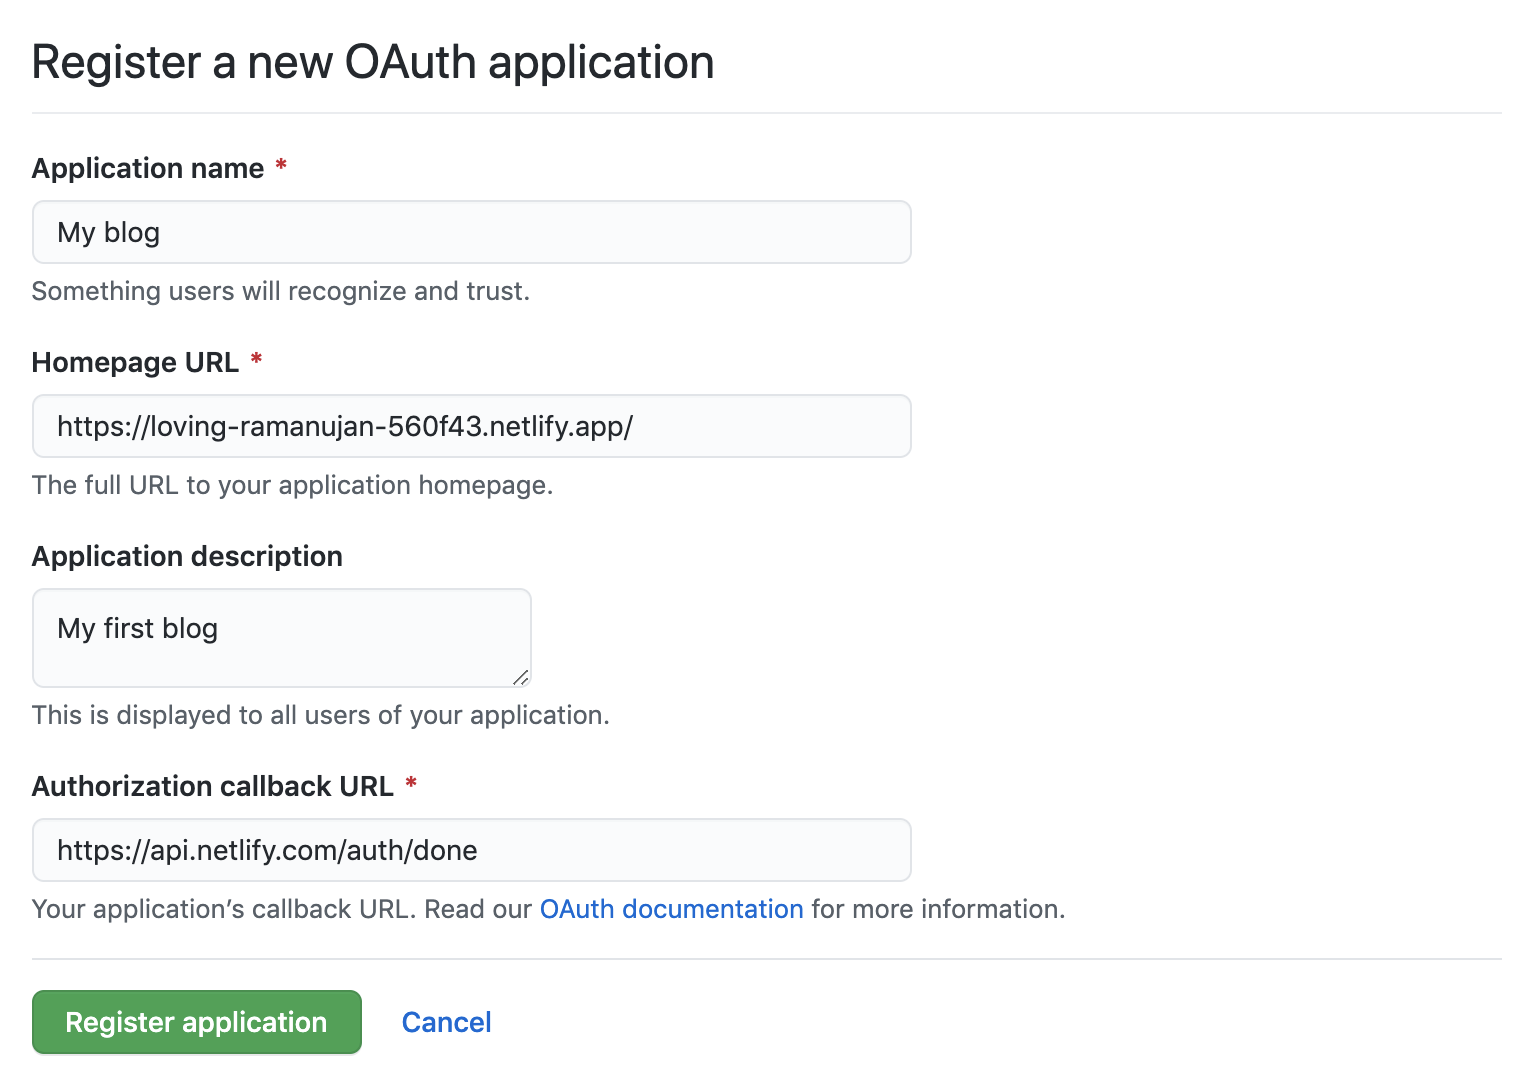 Register a new OAuth application
Application name *
My blog
Something users will recognize and trust.
Homepage URL *
https://loving-ramanujan-560f43.netlify.app/
The full URL to your application homepage.
Application description
My first blog
This is displayed to all users of your application.
Authorization callback URL *
https://api.netlify.com/auth/done
Your application’s callback URL. Read our OAuth documentation for more information.
Register application Cancel